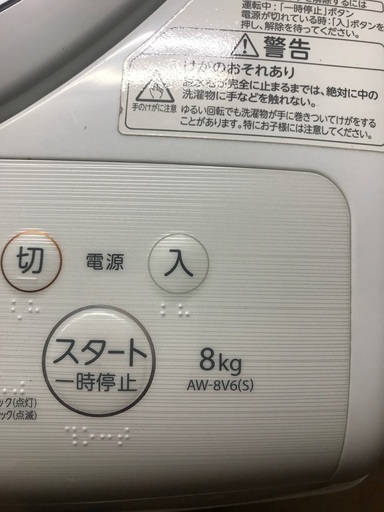 運転中:「一時停止」ボタン
電源が切れている時:「入」ボタンを
押し、解除を待ってください。
警告
けがのおそれあり
手のけがに注意
が完全に止まるまでは、絶対に中の
洗濯物に手などを触れない。
ゆるい回転でも洗濯物が手に巻きついてけがをする
ことがあります。特にお子様には注意してください。
切
電源
入
スタート
一時停止
8kg
AW-8V6(S)
ック(点灯)
ック(点滅)